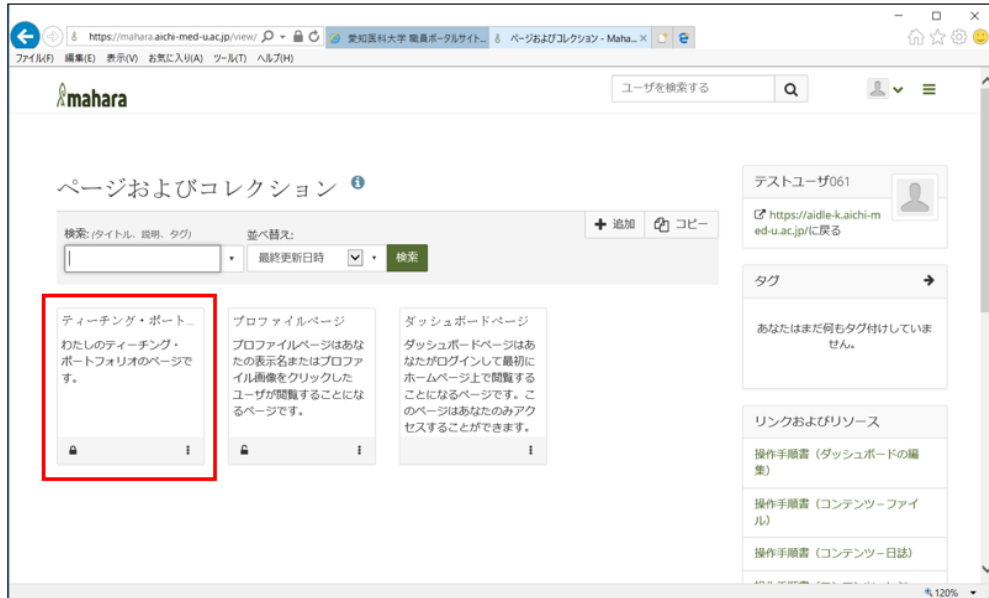 https://mahara.aichi-med-u.ac.jp/view/
愛知医科大学 職員ポータルサイト...
ページおよびコレクション - Maha...
ファイル(F) 編集(E) 表示(V) お気に入り(A) ツール(T) ヘルプ(H)
mahara
ユーザを検索する
ページおよびコレクション
追加
コピー
検索: (タイトル、説明、タグ)
並べ替え:
最終更新日時
検索
ティーチング・ポート...
わたしのティーチング・
ポートフォリオのページで
す。
プロファイルページ
プロファイルページはあな
たの表示名またはプロファ
イル画像をクリックした
ユーザが閲覧することにな
るページです。
ダッシュボードページ
ダッシュボードページはあ
なたがログインして最初に
ホームページ上で閲覧する
ことになるページです。こ
のページはあなたのみアク
セスすることができます。
テストユーザ061
https://aidle-k.aichi-m
ed-u.ac.jp/に戻る
タグ
あなたはまだ何もタグ付けしていま
せん。
リンクおよびリソース
操作手順書（ダッシュボードの編
集）
操作手順書（コンテンツ－ファイ
ル）
操作手順書（コンテンツ－日誌）
120%